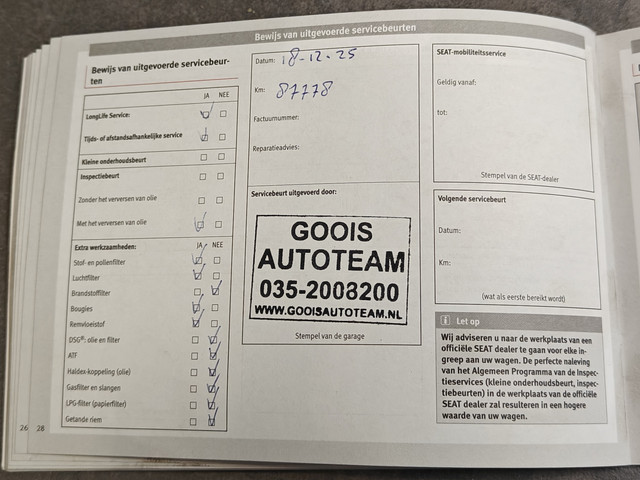 Bewijs van uitgevoerde servicebeurten
Bewijs van uitgevoerde servicebeur-
ten
JA NEE
LongLife Service:
Tijds- of afstandsafhankelijke service
Kleine onderhoudsbeurt
Inspectiebeurt
Zonder het verversen van olie
Met het verversen van olie
Extra werkzaamheden: JA NEE
Stof- en pollenfilter
Luchtfilter
Brandstoffilter
Bougies
Remvloeistof
DSG®: olie en filter
ATF
Haldex-koppeling (olie)
Gasfilter en slangen
LPG-filter (papierfilter)
Getande riem
26 28
Datum: 18-12-25
Km: 87778
Factuurnummer:
Reparatieadvies:
Servicebeurt uitgevoerd door:
GOOIS
AUTOTEAM
035-2008200
WWW.GOOISAUTOTEAM.NL
Stempel van de garage
SEAT-mobiliteitsservice
Geldig vanaf:
tot:
Stempel van de SEAT-dealer
Volgende servicebeurt
Datum:
Km:
(wat als eerste bereikt wordt)
Let op
Wij adviseren u naar de werkplaats van een
officiële SEAT dealer te gaan voor elke in-
greep aan uw wagen. De perfecte naleving
van het Algemeen Programma van de Inspec-
tieservices (kleine onderhoudsbeurt, inspec-
tiebeurten) in de werkplaats van de officiële
SEAT dealer zal resulteren in een hogere
waarde van uw wagen.